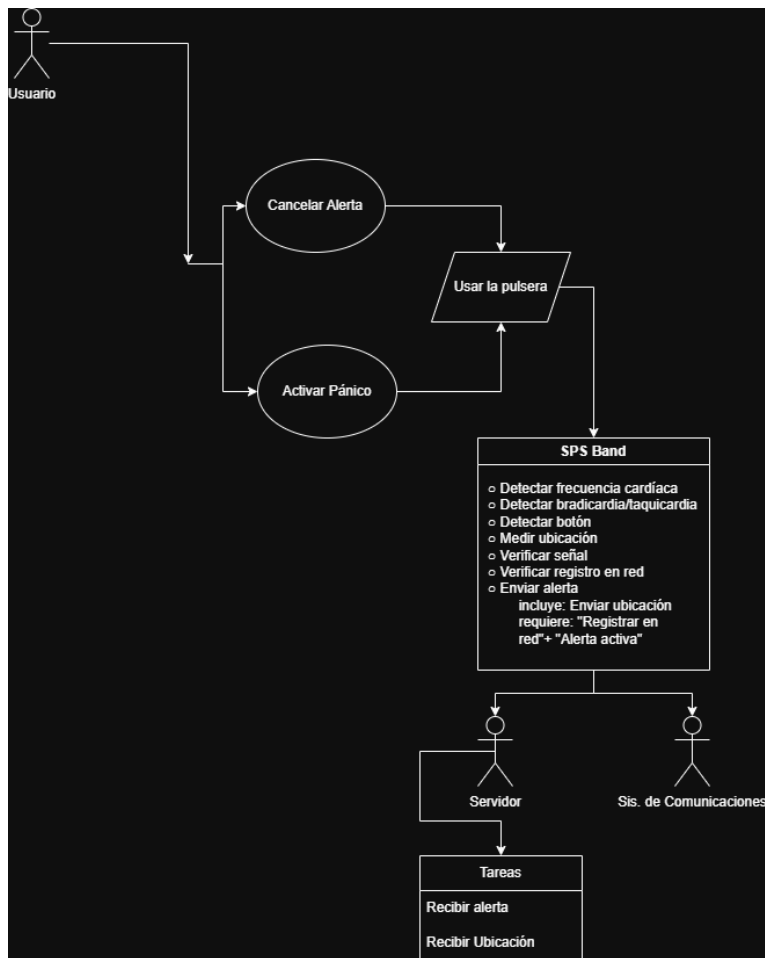 Usuario
Cancelar Alerta
Usar la pulsera
Activar Pánico
SPS Band
Detectar frecuencia cardíaca
Detectar bradicardia/taquicardia
Detectar botón
Medir ubicación
Verificar señal
Verificar registro en red
Enviar alerta
incluye: Enviar ubicación
requiere: "Registrar en
red"+ "Alerta activa"
Servidor
Sis. de Comunicaciones
Tareas
Recibir alerta
Recibir Ubicación